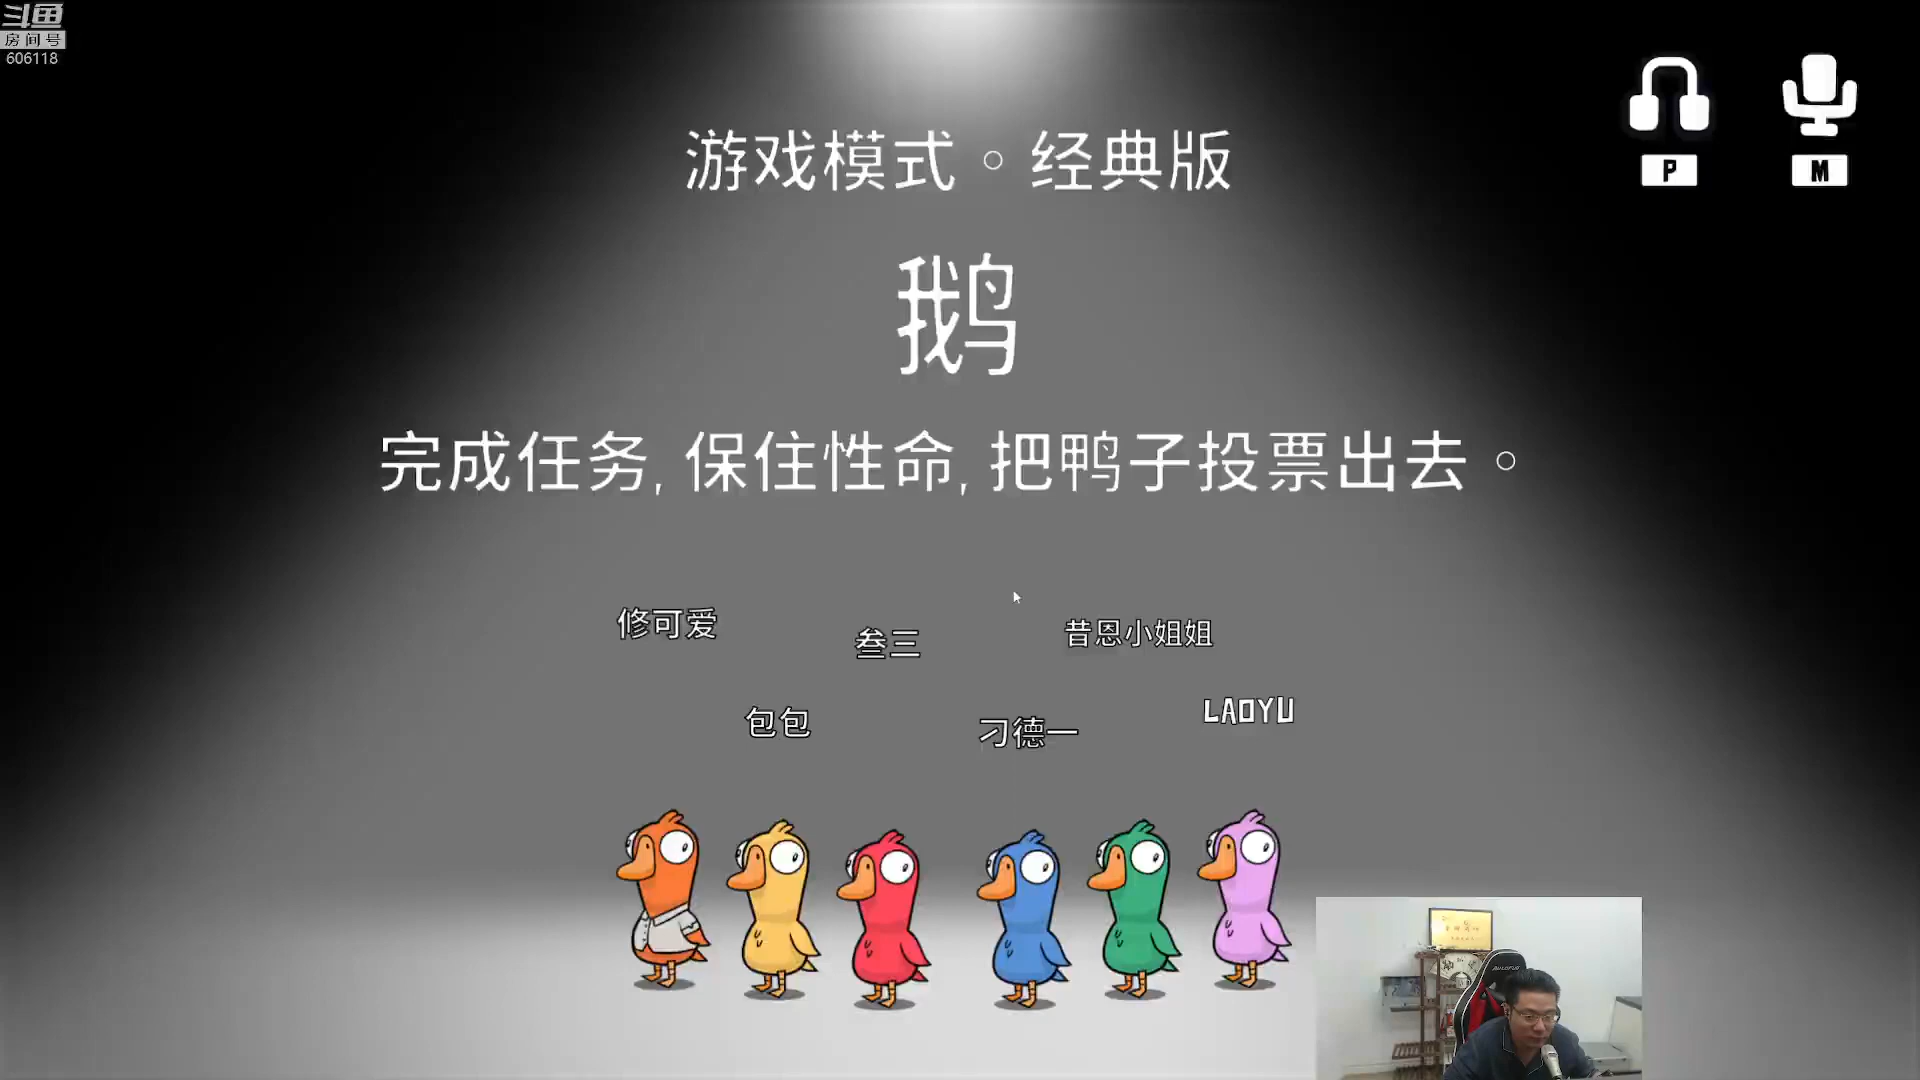 斗鱼
房间号
606118
游戏模式。经典版
鹅
完成任务, 保住性命, 把鸭子投票出去。
P
M
修可爱
叁三
昔恩小姐姐
包包
刁德一
LAOYU